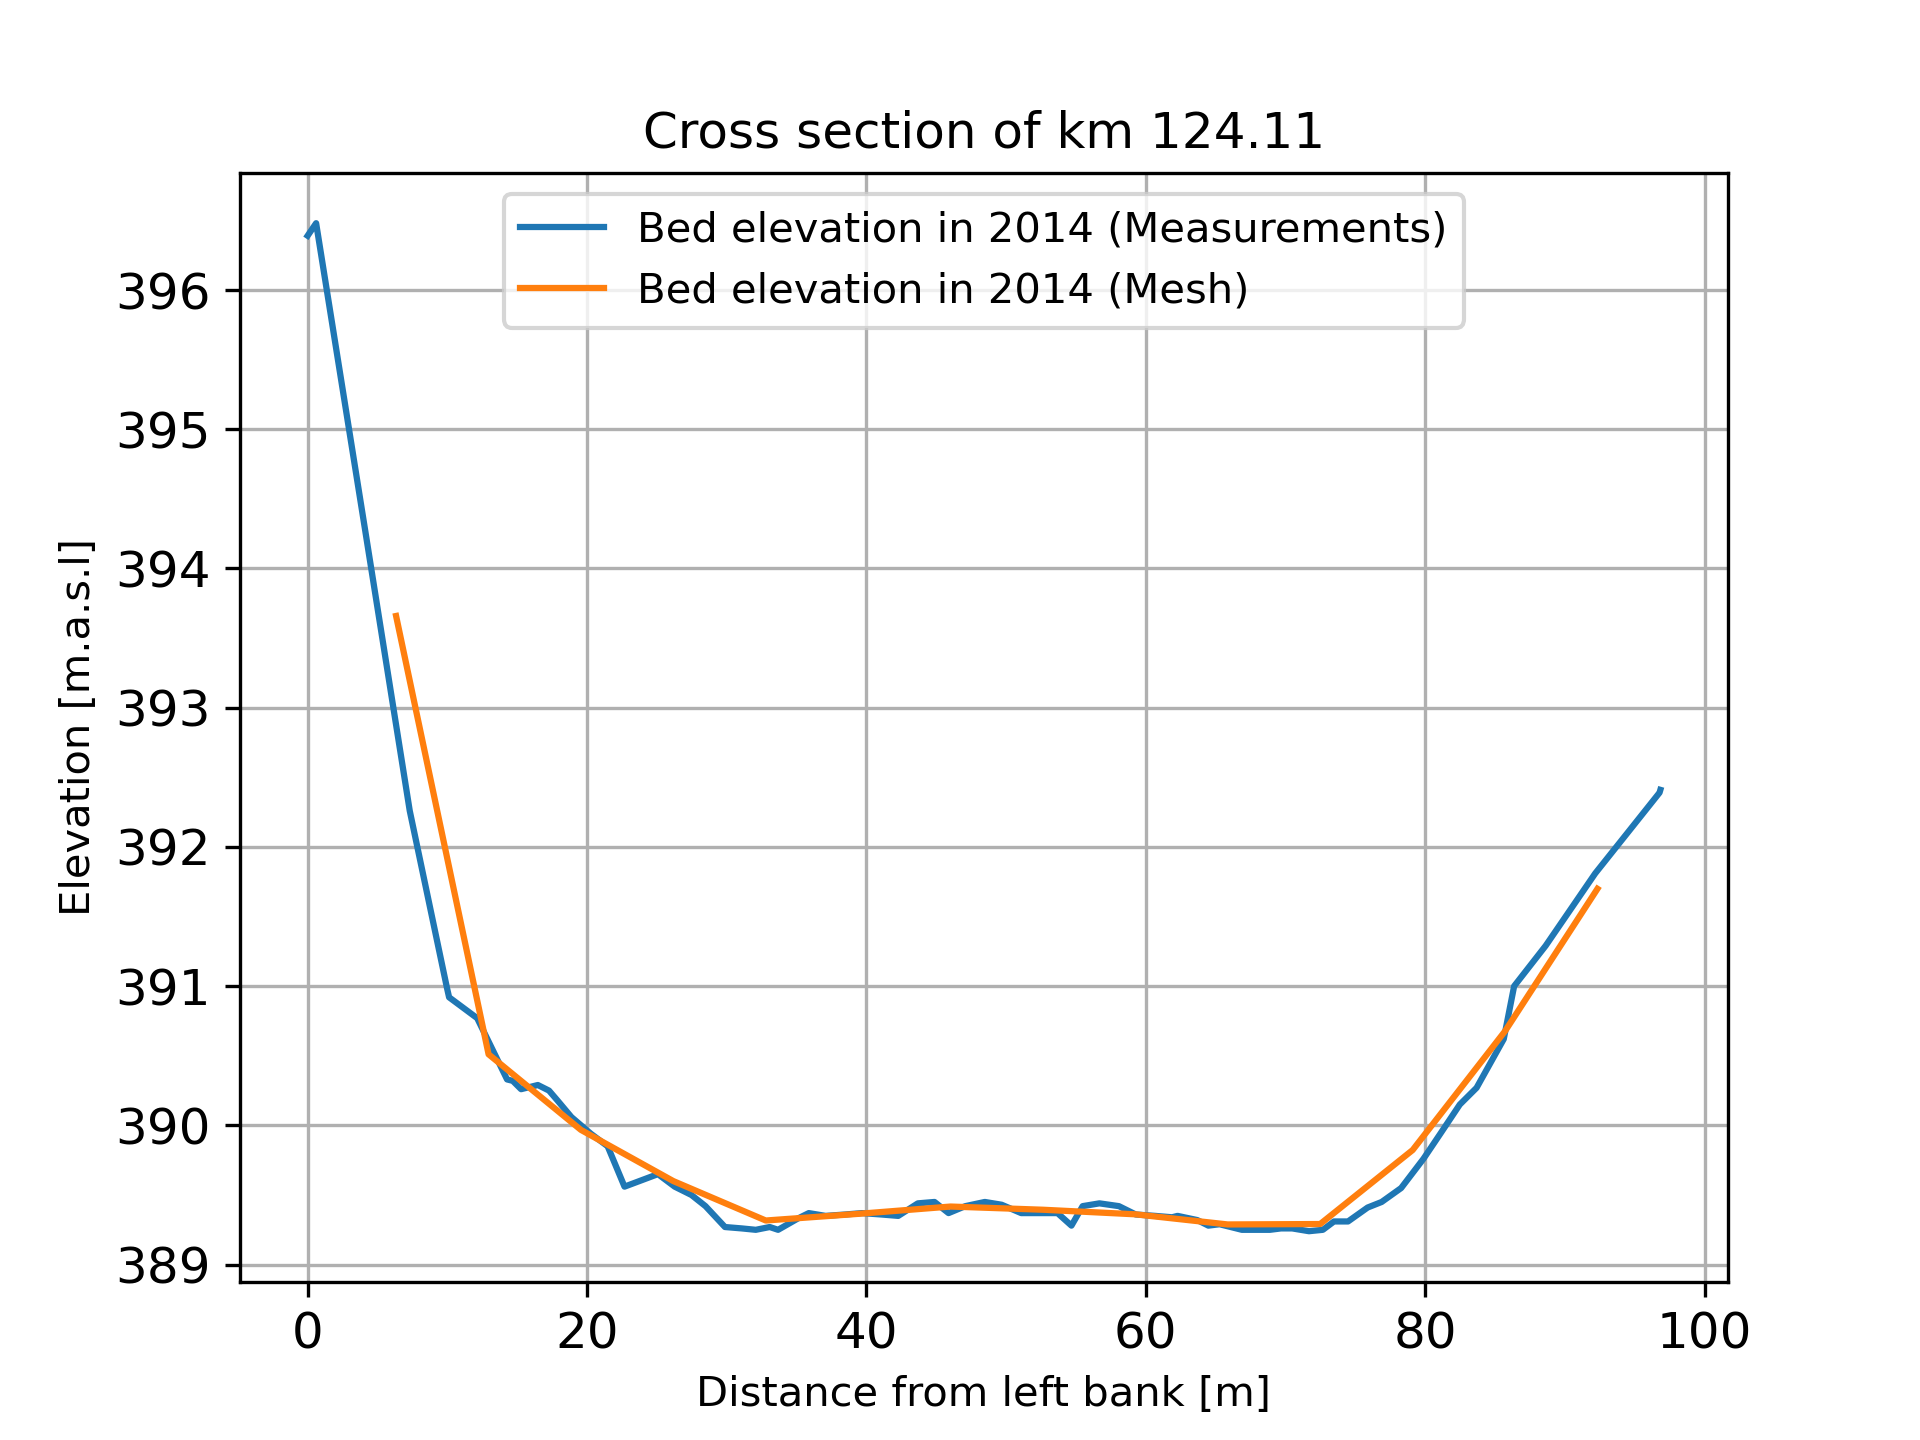 Cross section of km 124.11
Bed elevation in 2014 (Measurements)
Bed elevation in 2014 (Mesh)
Elevation [m.a.s.l]
396
395
394
393
392
391
390
389
0 20 40 60 80 100
Distance from left bank [m]